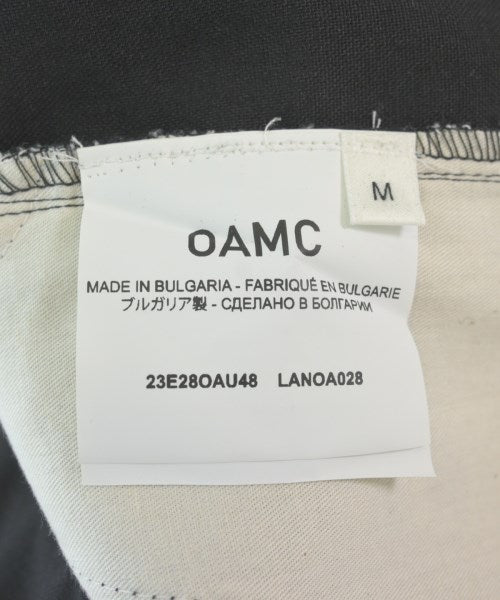 M
OAMC
MADE IN BULGARIA - FABRIQUÉ EN BULGARIE
ブルガリア製 - СДЕЛАНО В БОЛГАРИИ
23E28OAU48 LANOA028